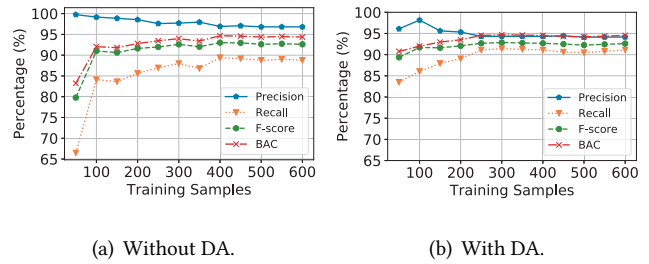 100
95
90
85
80
75
70
65
Percentage (%)
100 200 300 400 500 600
Training Samples
Precision
Recall
F-score
BAC
(a) Without DA.
100
95
90
85
80
75
70
65
Percentage (%)
100 200 300 400 500 600
Training Samples
Precision
Recall
F-score
BAC
(b) With DA.